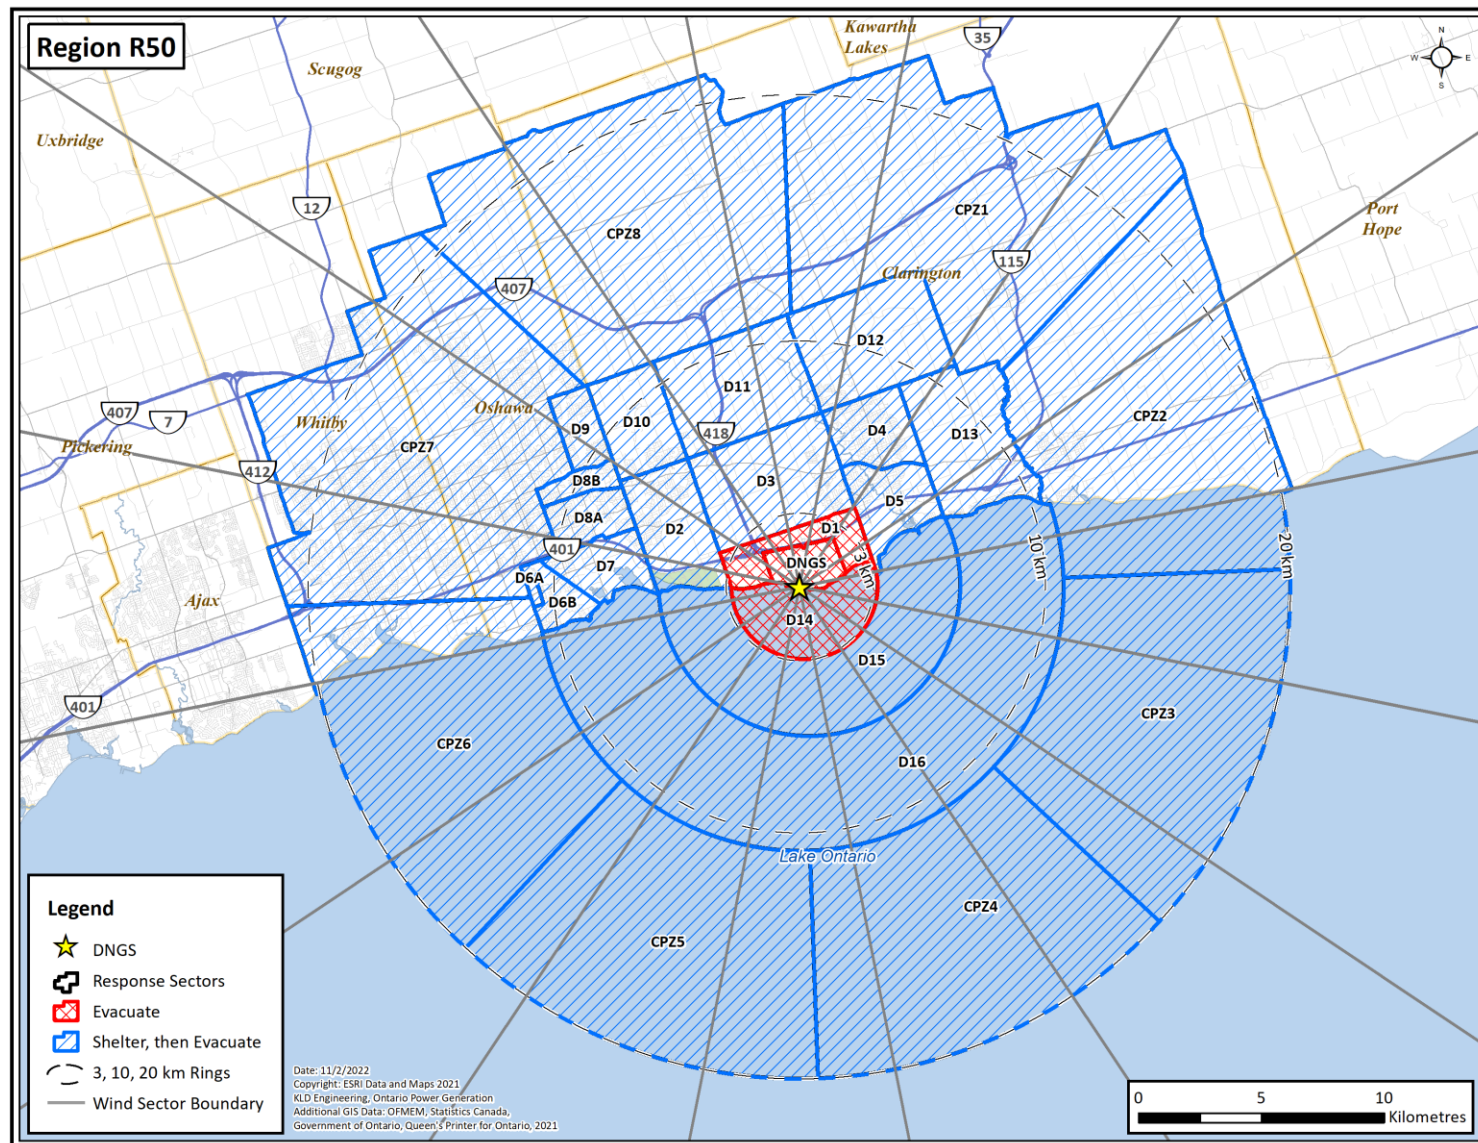 Region R50
Kawartha
Lakes
35
N
W
E
S
Scugog
Uxbridge
12
Port
Hope
CPZ1
CPZ8
115
Clarington
407
D12
D11
CPZ2
407
7
Whitby
Oshawa
D10
D9
418
D4
D13
Pickering
CPZ7
412
D8B
D3
D5
D8A
D2
D1
401
10 km
20 km
D7
DNGS
3 km
D6A
D6B
Ajax
D14
D15
401
CPZ3
CPZ6
D16
Lake Ontario
CPZ4
CPZ5
Legend
DNGS
Response Sectors
Evacuate
Shelter, then Evacuate
3, 10, 20 km Rings
Wind Sector Boundary
Date: 11/2/2022
Copyright: ESRI Data and Maps 2021
KLD Engineering, Ontario Power Generation
Additional GIS Data: OFMEM, Statistics Canada,
Government of Ontario, Queen's Printer for Ontario, 2021
0 5 10
Kilometres